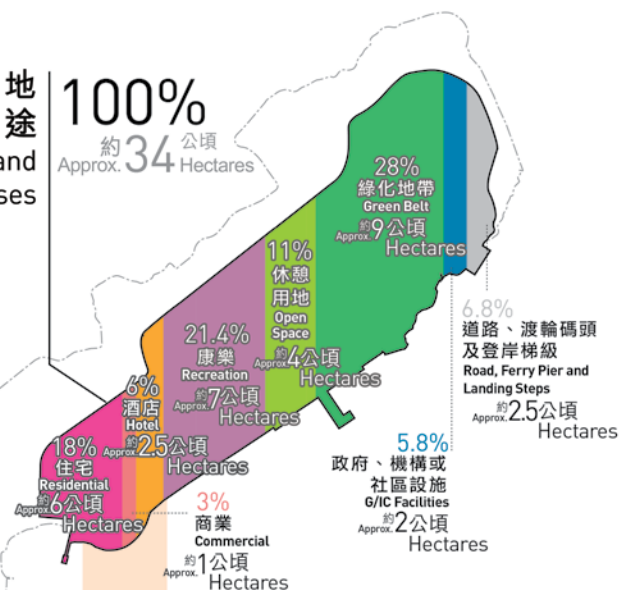 地
途
and
ses
100%
約
Approx. 34 公頃
Hectares
28%
綠化地帶
Green Belt
約
Approx. 9公頃
Hectares
11%
休憩
用地
Open
Space
約
Approx. 4公頃
Hectares
21.4%
康樂
Recreation
約
Approx. 7公頃
Hectares
6%
酒店
Hotel
約
Approx. 2.5公頃
Hectares
18%
住宅
Residential
約
Approx. 6公頃
Hectares
3%
商業
Commercial
約
Approx. 1公頃
Hectares
5.8%
政府、機構或
社區設施
G/IC Facilities
約
Approx. 2公頃
Hectares
6.8%
道路、渡輪碼頭
及登岸梯級
Road, Ferry Pier and
Landing Steps
約
Approx. 2.5公頃
Hectares